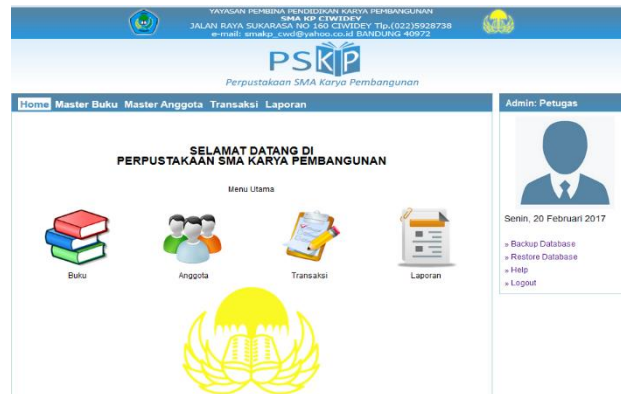 YAYASAN PEMBINA PENDIDIKAN KARYA PEMBANGUNAN
SMA KP CIWIDEY
JALAN RAYA SUKARASA NO 160 CIWIDEY Tlp.(022)5928738
e-mail: smakp_cwd@yahoo.co.id BANDUNG 40972
PSKP
Perpustakaan SMA Karya Pembangunan
Home Master Buku Master Anggota Transaksi Laporan
Admin: Petugas
SELAMAT DATANG DI
PERPUSTAKAAN SMA KARYA PEMBANGUNAN
Menu Utama
Buku
Anggota
Transaksi
Laporan
Senin, 20 Februari 2017
» Backup Database
» Restore Database
» Help
» Logout